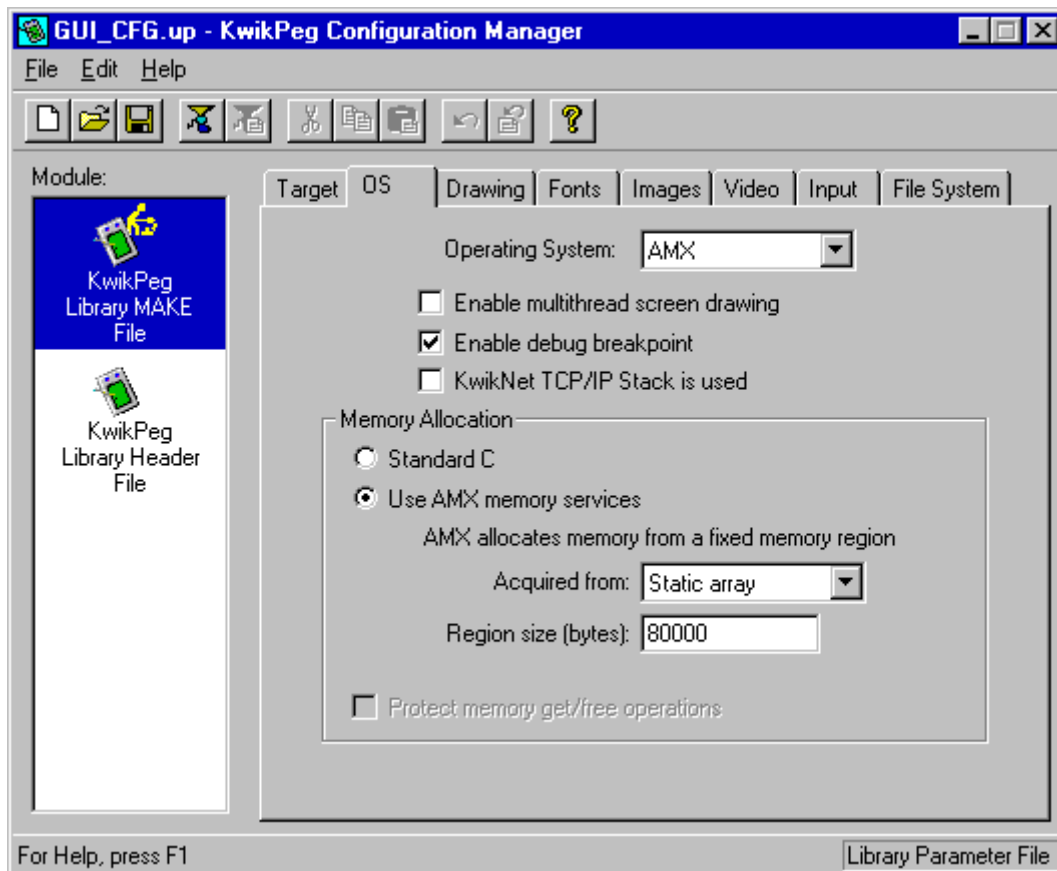 GUI_CFG.up - KwikPeg Configuration Manager
File Edit Help
Module:
KwikPeg
Library MAKE
File
KwikPeg
Library Header
File
Target OS Drawing Fonts Images Video Input File System
Operating System: AMX
Enable multithread screen drawing
Enable debug breakpoint
KwikNet TCP/IP Stack is used
Memory Allocation
Standard C
Use AMX memory services
AMX allocates memory from a fixed memory region
Acquired from: Static array
Region size (bytes): 80000
Protect memory get/free operations
For Help, press F1
Library Parameter File